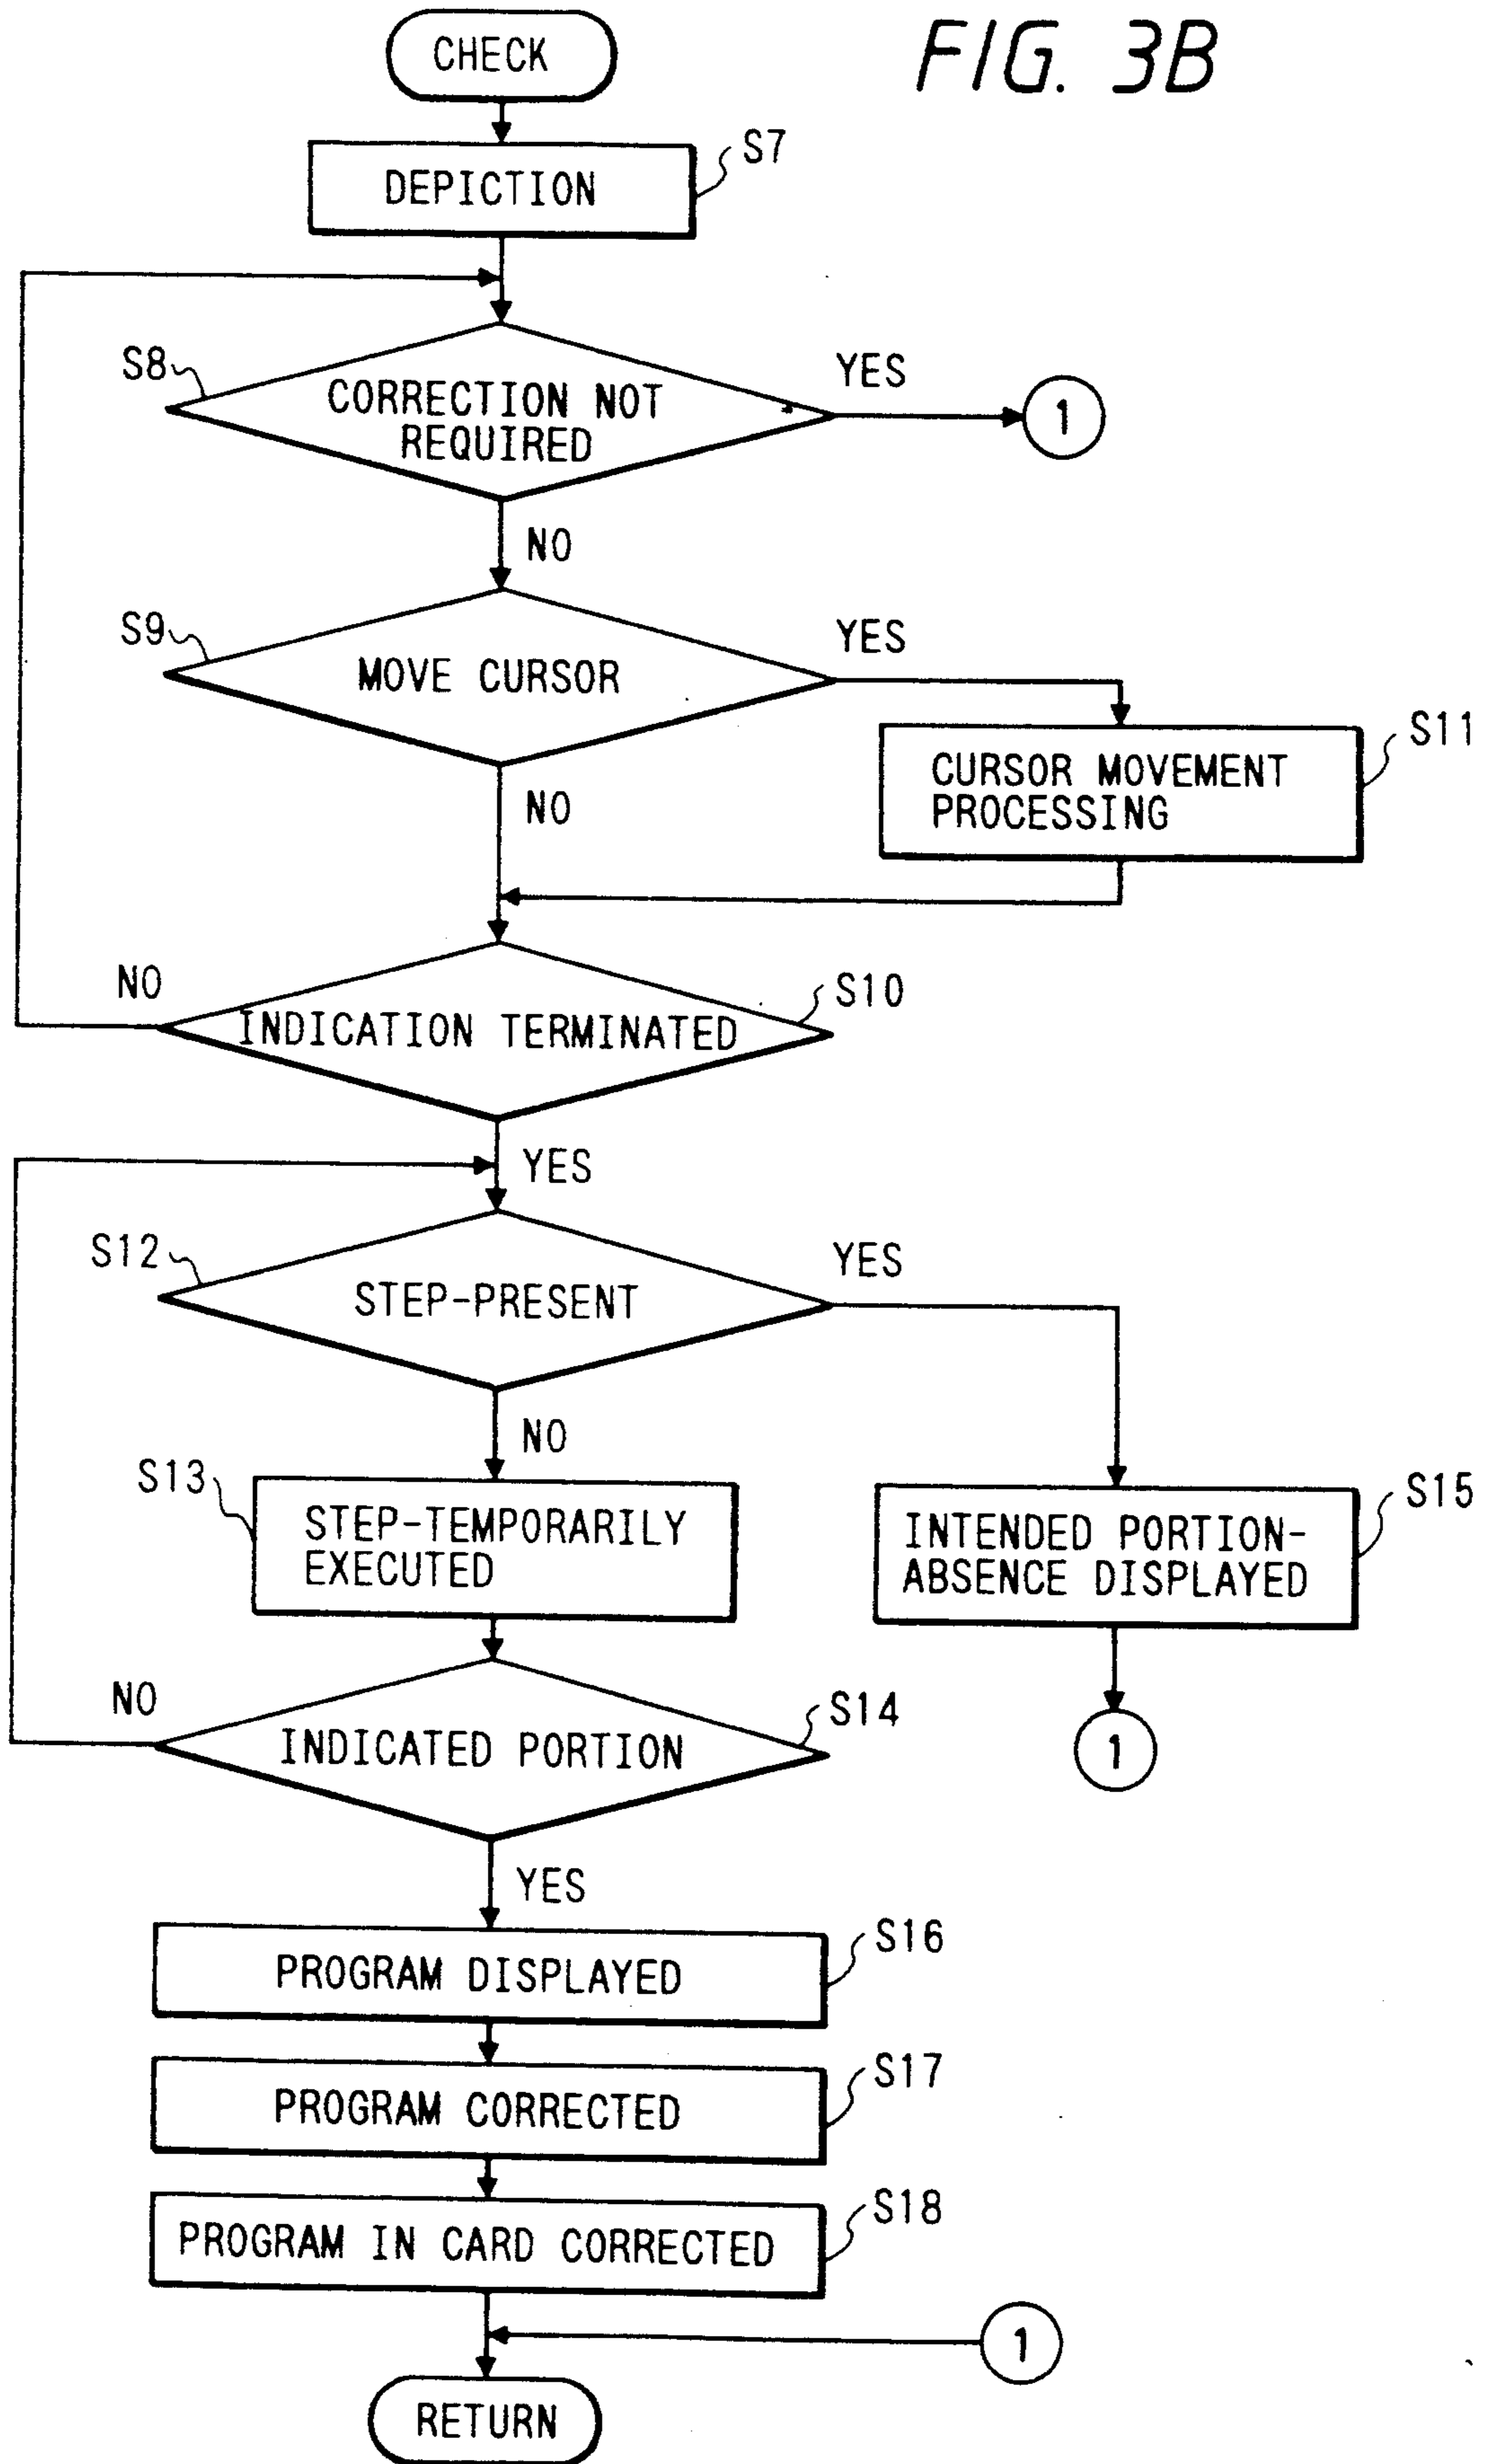 FIG. 3B
CHECK
S7
DEPICTION
S8
CORRECTION NOT
REQUIRED
YES
1
NO
S9
MOVE CURSOR
YES
S11
CURSOR MOVEMENT
PROCESSING
NO
NO
S10
INDICATION TERMINATED
YES
S12
STEP-PRESENT
YES
NO
S13
STEP-TEMPORARILY
EXECUTED
S15
INTENDED PORTION-
ABSENCE DISPLAYED
NO
S14
INDICATED PORTION
1
YES
S16
PROGRAM DISPLAYED
S17
PROGRAM CORRECTED
S18
PROGRAM IN CARD CORRECTED
1
RETURN